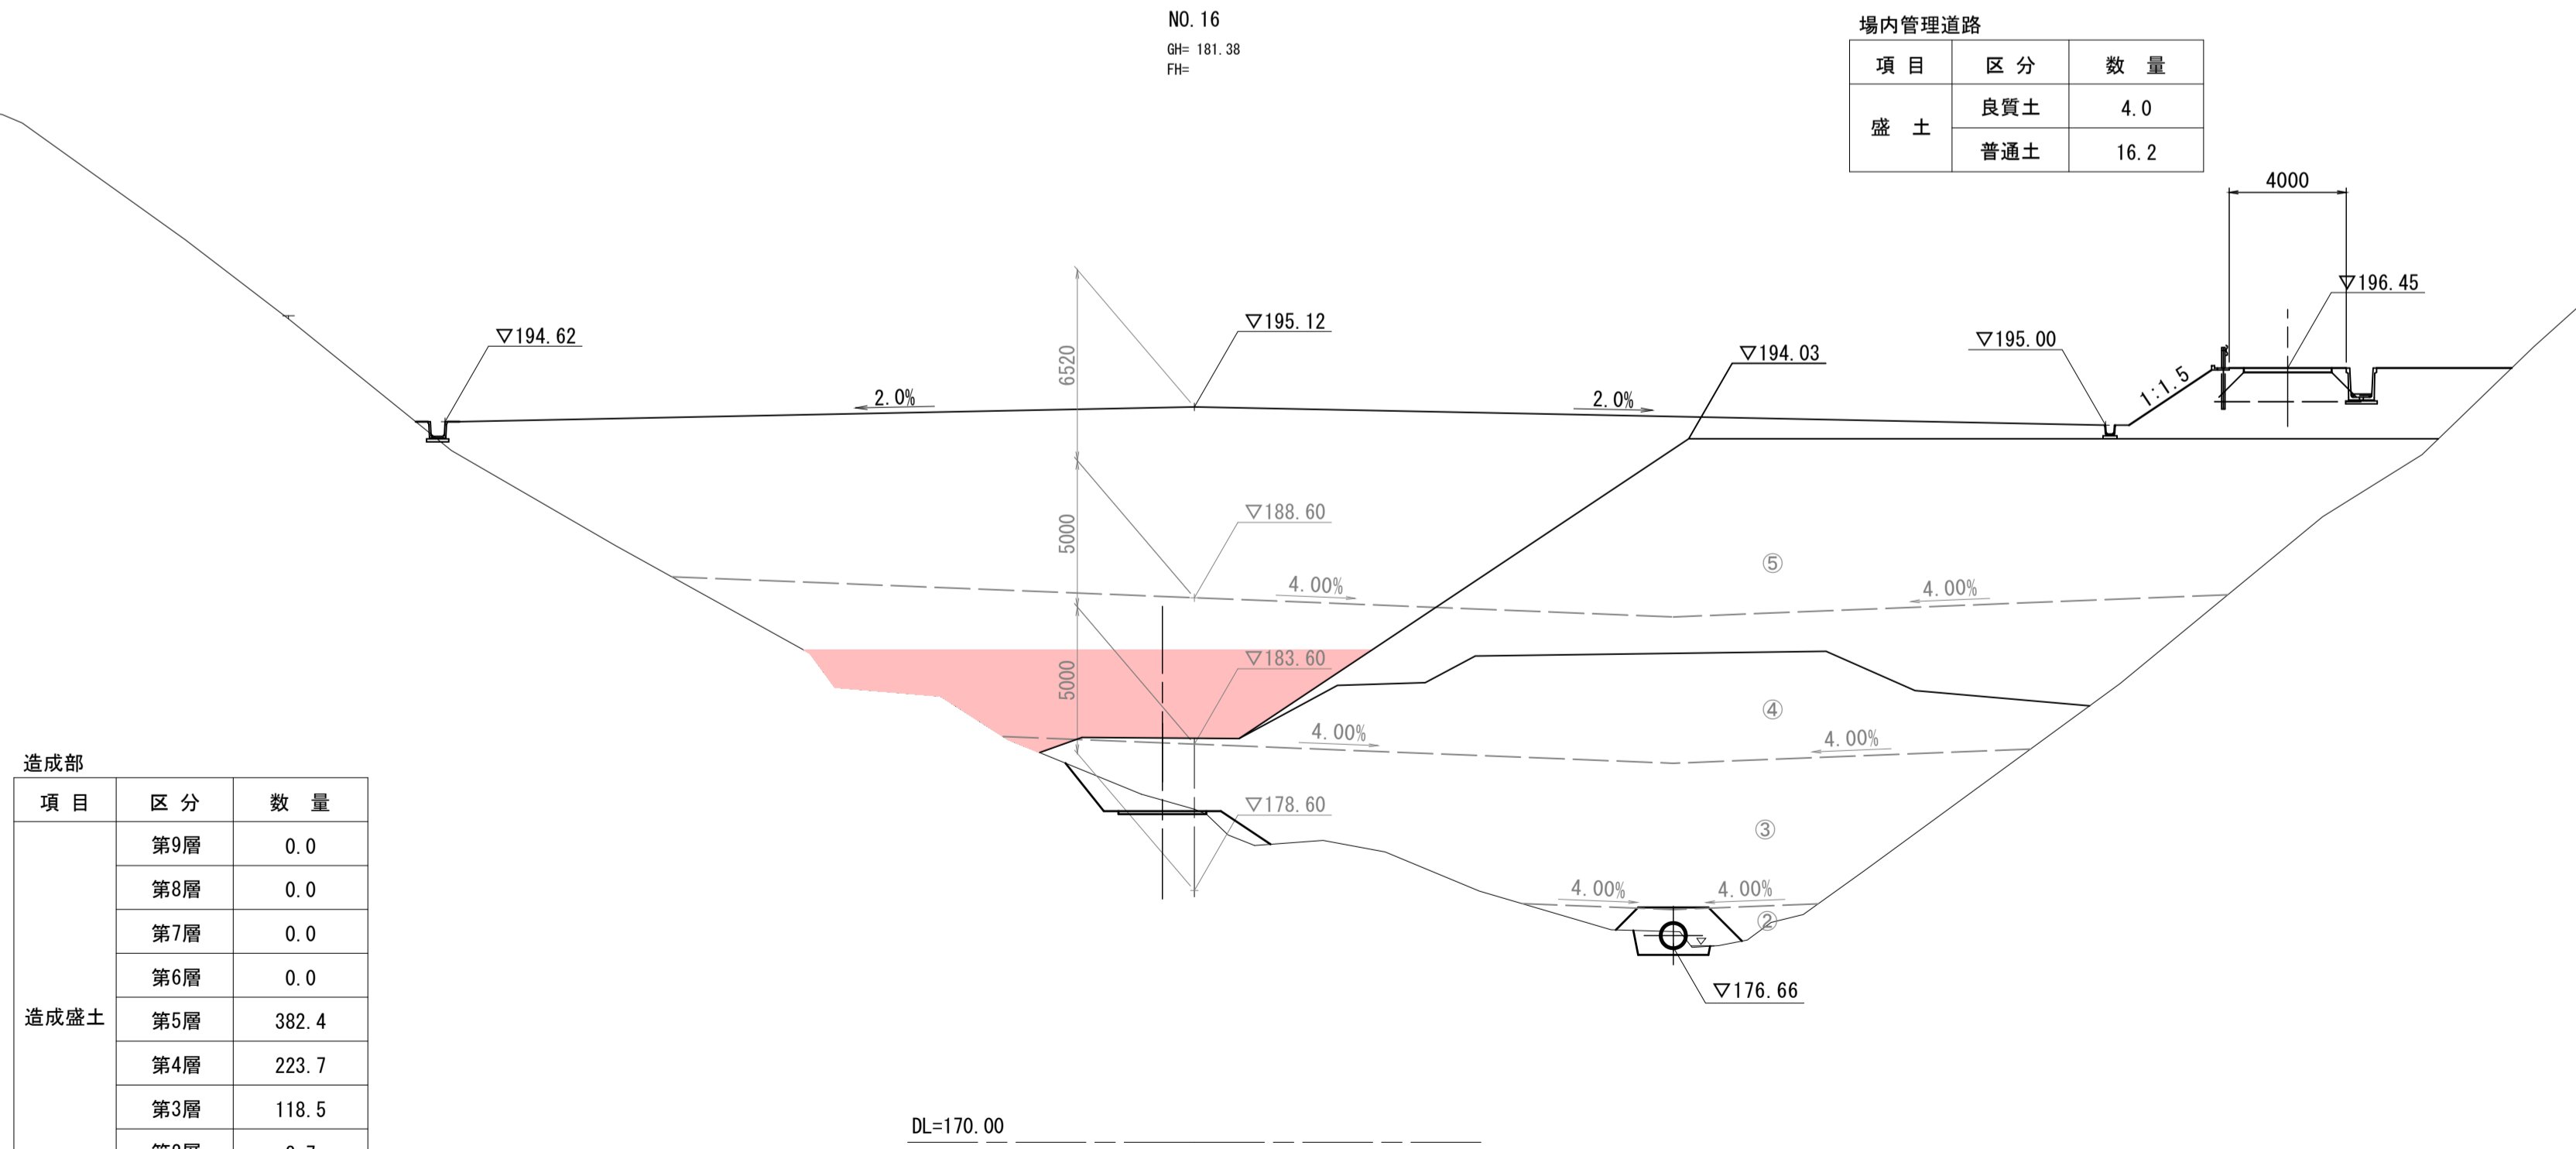 NO. 16
GH= 181.38
FH=
場内管理道路
項 目 区 分 数 量
盛 土
良質土 4.0
普通土 16.2
4000
▽196.45
▽194.62
▽195.12
▽194.03
▽195.00
1:1.5
6520
2.0%
2.0%
5000
▽188.60
⑤
4.00%
4.00%
5000
▽183.60
④
4.00%
4.00%
▽178.60
③
4.00%
4.00%
②
▽
▽176.66
造成部
項 目 区 分 数 量
造成盛土
第9層 0.0
第8層 0.0
第7層 0.0
第6層 0.0
第5層 382.4
第4層 223.7
第3層 118.5
DL=170.00